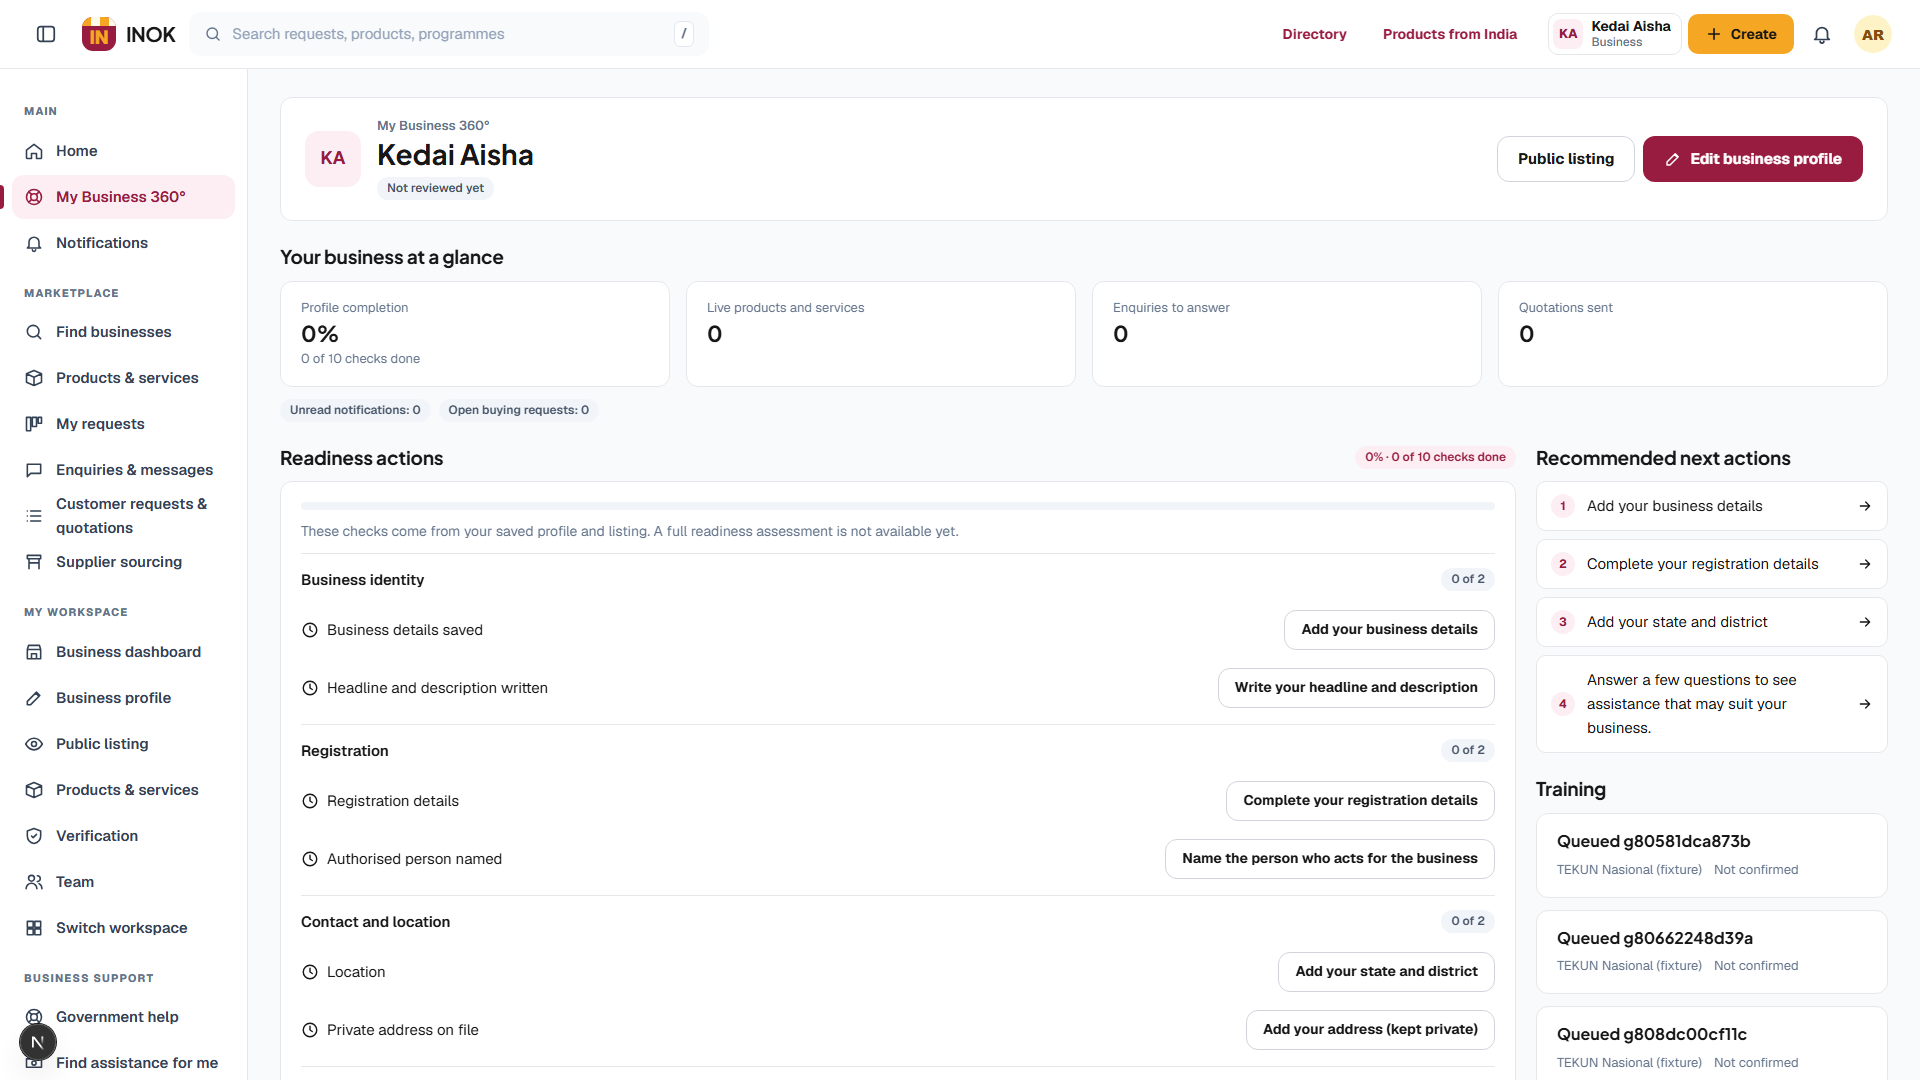 IN INOK
Search requests, products, programmes
/
Directory
Products from India
KA
Kedai Aisha
Business
Create
AR
MAIN
Home
My Business 360°
Notifications
MARKETPLACE
Find businesses
Products & services
My requests
Enquiries & messages
Customer requests &
quotations
Supplier sourcing
MY WORKSPACE
Business dashboard
Business profile
Public listing
Products & services
Verification
Team
Switch workspace
BUSINESS SUPPORT
Government help
N
Find assistance for me
KA
My Business 360°
Kedai Aisha
Not reviewed yet
Public listing
Edit business profile
Your business at a glance
Profile completion
0%
0 of 10 checks done
Live products and services
0
Enquiries to answer
0
Quotations sent
0
Unread notifications: 0
Open buying requests: 0
Readiness actions
0% · 0 of 10 checks done
These checks come from your saved profile and listing. A full readiness assessment is not available yet.
Business identity
0 of 2
Business details saved
Add your business details
Headline and description written
Write your headline and description
Registration
0 of 2
Registration details
Complete your registration details
Authorised person named
Name the person who acts for the business
Contact and location
0 of 2
Location
Add your state and district
Private address on file
Add your address (kept private)
Recommended next actions
1 Add your business details
2 Complete your registration details
3 Add your state and district
4 Answer a few questions to see
assistance that may suit your
business.
Training
Queued g80581dca873b
TEKUN Nasional (fixture) Not confirmed
Queued g80662248d39a
TEKUN Nasional (fixture) Not confirmed
Queued g808dc00cf11c
TEKUN Nasional (fixture) Not confirmed